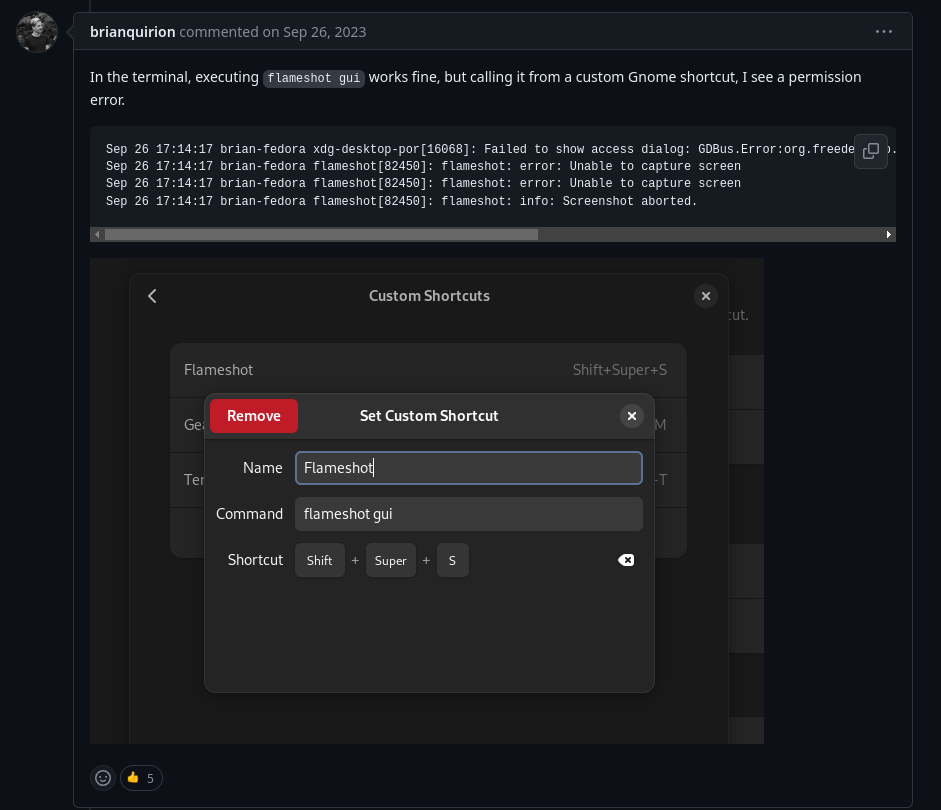 brianquirion commented on Sep 26, 2023
In the terminal, executing flameshot gui works fine, but calling it from a custom Gnome shortcut, I see a permission
error.
Sep 26 17:14:17 brian-fedora xdg-desktop-por[16068]: Failed to show access dialog: GDBus.Error:org.freede
Sep 26 17:14:17 brian-fedora flameshot[82450]: flameshot: error: Unable to capture screen
Sep 26 17:14:17 brian-fedora flameshot[82450]: flameshot: error: Unable to capture screen
Sep 26 17:14:17 brian-fedora flameshot[82450]: flameshot: info: Screenshot aborted.
Custom Shortcuts
cut.
Flameshot Shift+Super+S
Remove Set Custom Shortcut
Gea M
Name Flameshot
Ter -T
Command flameshot gui
Shortcut Shift + Super + S
5